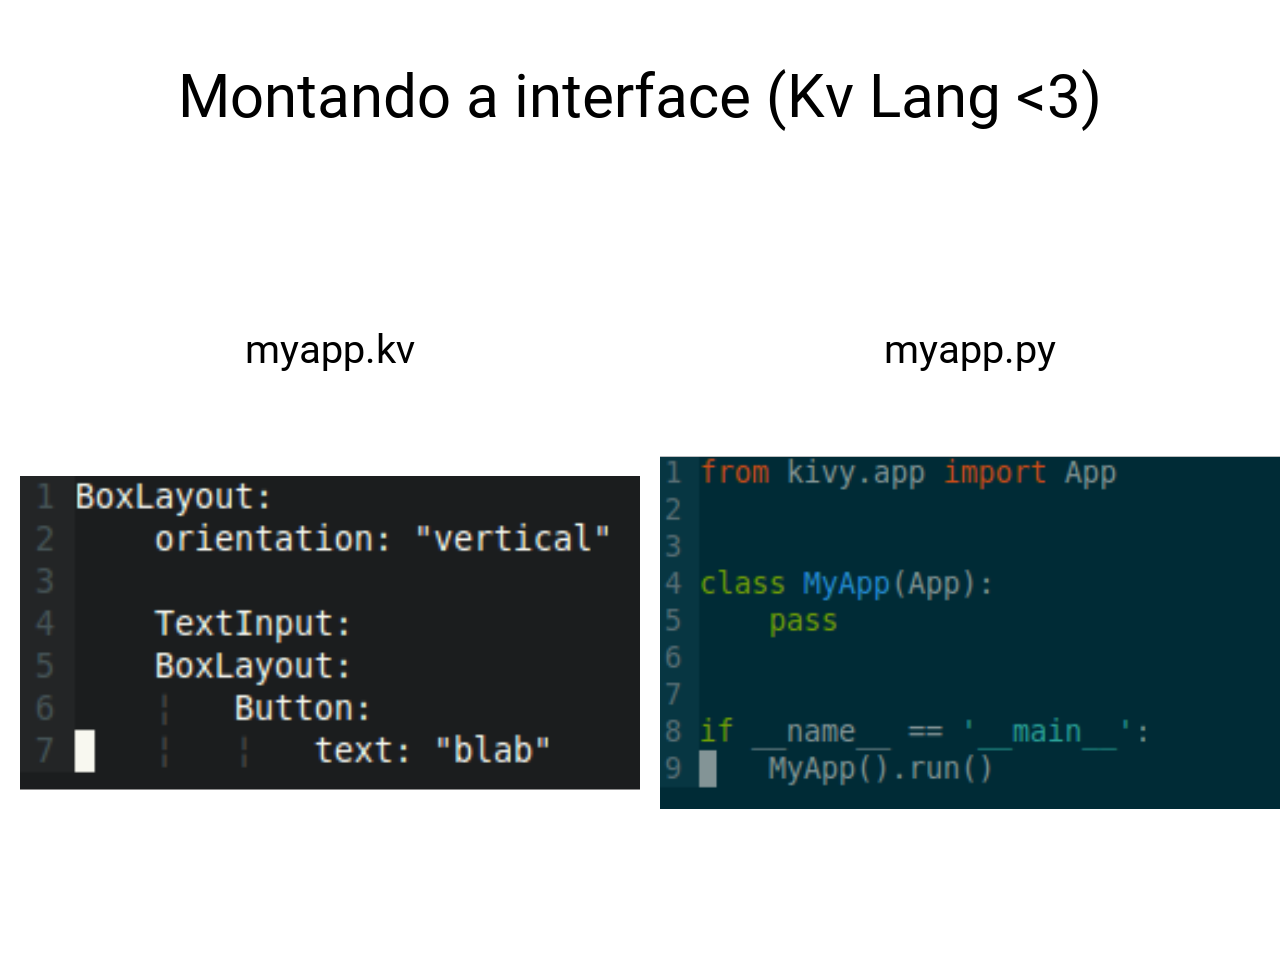 Montando a interface (Kv Lang <3)
myapp.kv
1 BoxLayout:
2     orientation: "vertical"
3
4     TextInput:
5     BoxLayout:
6     ¦   Button:
7     ¦   ¦   text: "blab"
myapp.py
1 from kivy.app import App
2
3
4 class MyApp(App):
5     pass
6
7
8 if __name__ == '__main__':
9     MyApp().run()